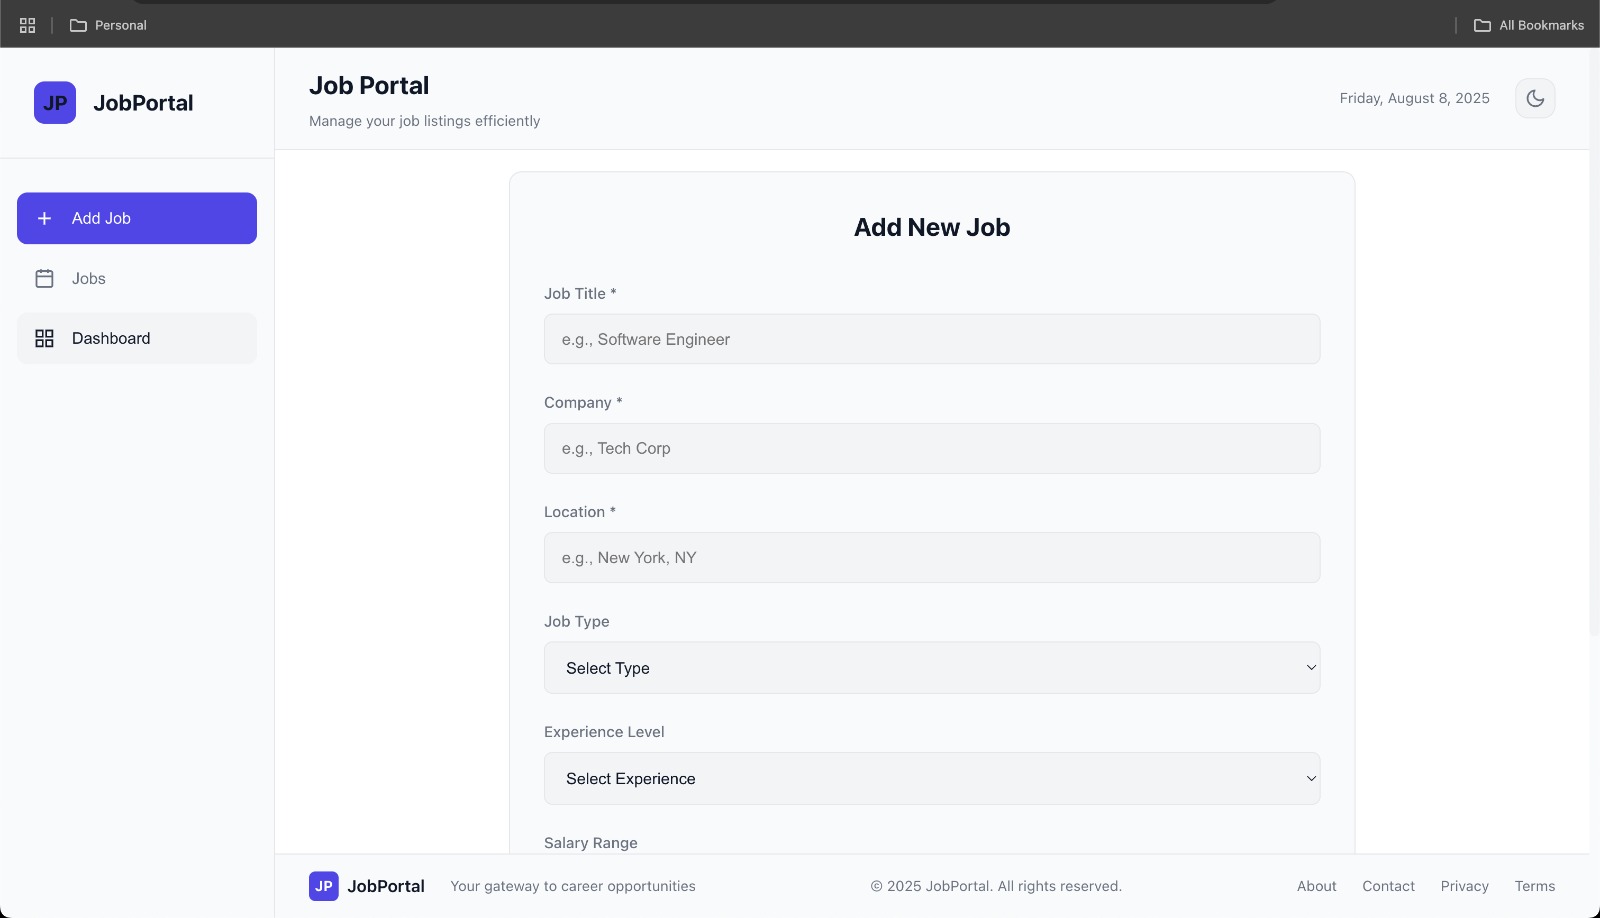 Personal
All Bookmarks
JP
JobPortal
Add Job
Jobs
Dashboard
Job Portal
Manage your job listings efficiently
Friday, August 8, 2025
Add New Job
Job Title *
e.g., Software Engineer
Company *
e.g., Tech Corp
Location *
e.g., New York, NY
Job Type
Select Type
Experience Level
Select Experience
Salary Range
JP
JobPortal
Your gateway to career opportunities
© 2025 JobPortal. All rights reserved.
About
Contact
Privacy
Terms